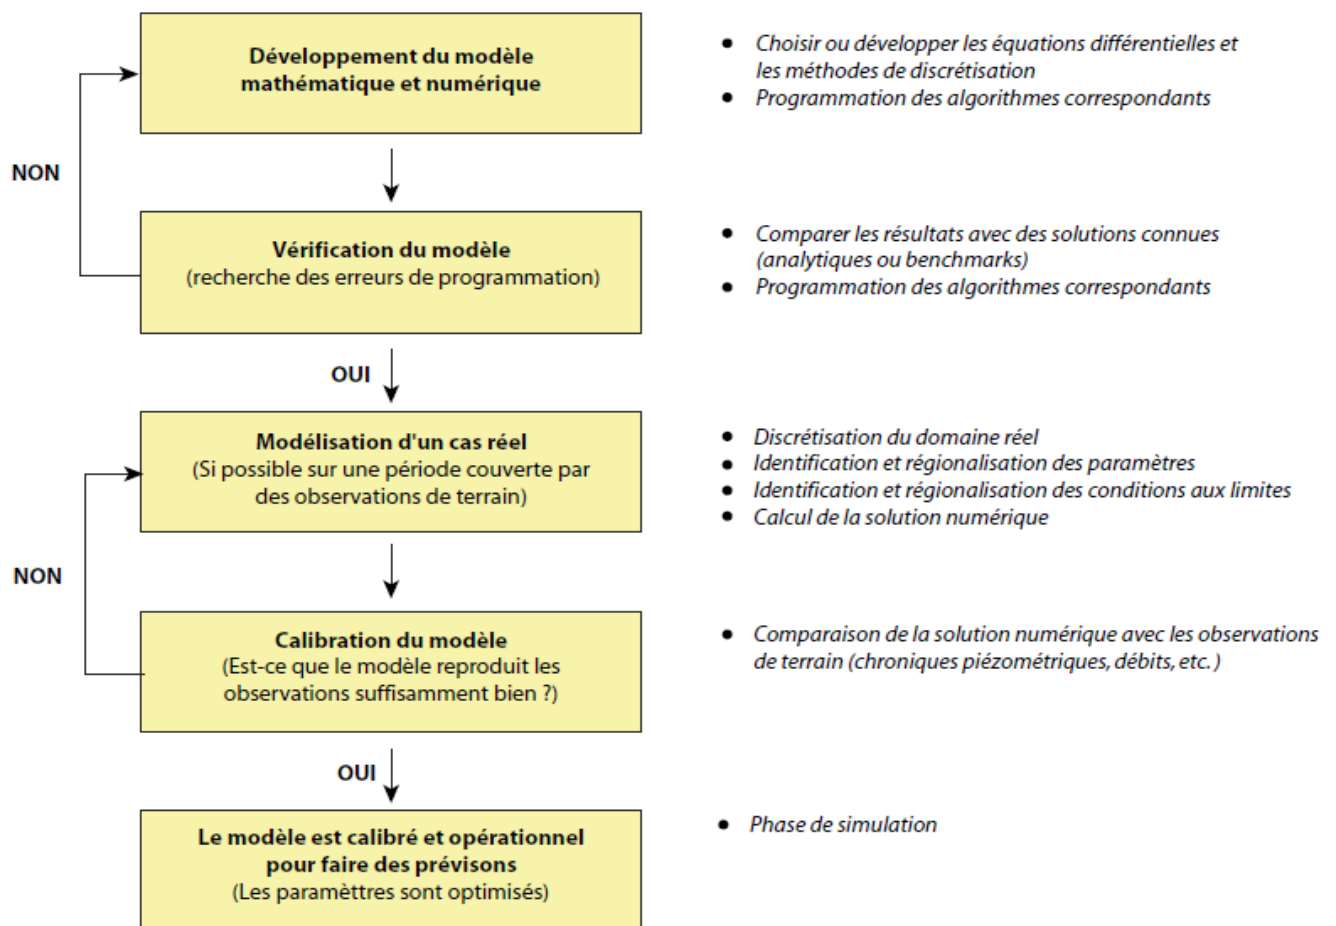 Développement du modèle
mathématique et numérique
• Choisir ou développer les équations différentielles et
les méthodes de discrétisation
• Programmation des algorithmes correspondants
NON
Vérification du modèle
(recherche des erreurs de programmation)
• Comparer les résultats avec des solutions connues
(analytiques ou benchmarks)
• Programmation des algorithmes correspondants
OUI
Modélisation d'un cas réel
(Si possible sur une période couverte par
des observations de terrain)
• Discrétisation du domaine réel
• Identification et régionalisation des paramètres
• Identification et régionalisation des conditions aux limites
• Calcul de la solution numérique
NON
Calibration du modèle
(Est-ce que le modèle reproduit les
observations suffisamment bien ?)
• Comparaison de la solution numérique avec les observations
de terrain (chroniques piézométriques, débits, etc. )
OUI
Le modèle est calibré et opérationnel
pour faire des prévisons
(Les paramèttres sont optimisés)
• Phase de simulation